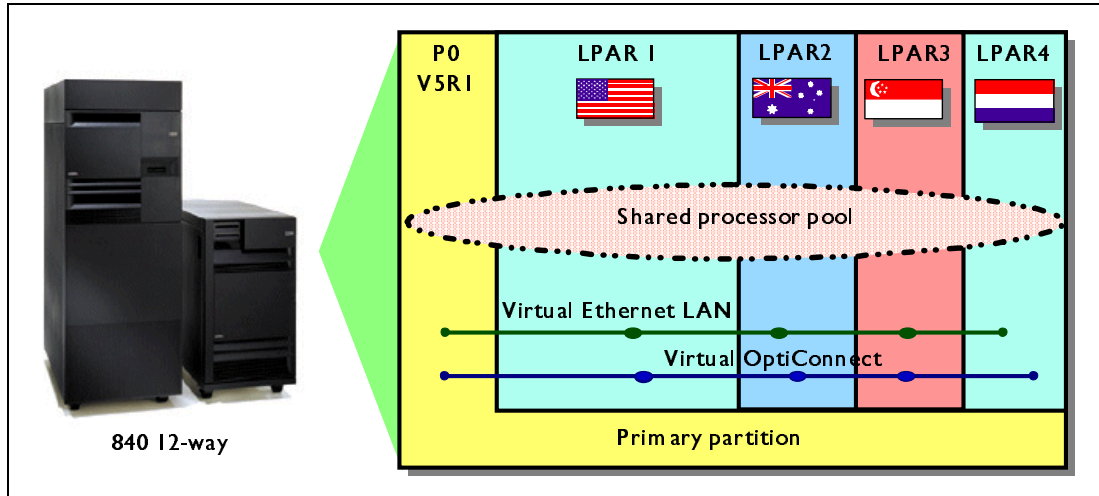 P0
V5R1
LPAR 1
LPAR2
LPAR3
LPAR4
Shared processor pool
Virtual Ethernet LAN
Virtual OptiConnect
Primary partition
840 12-way